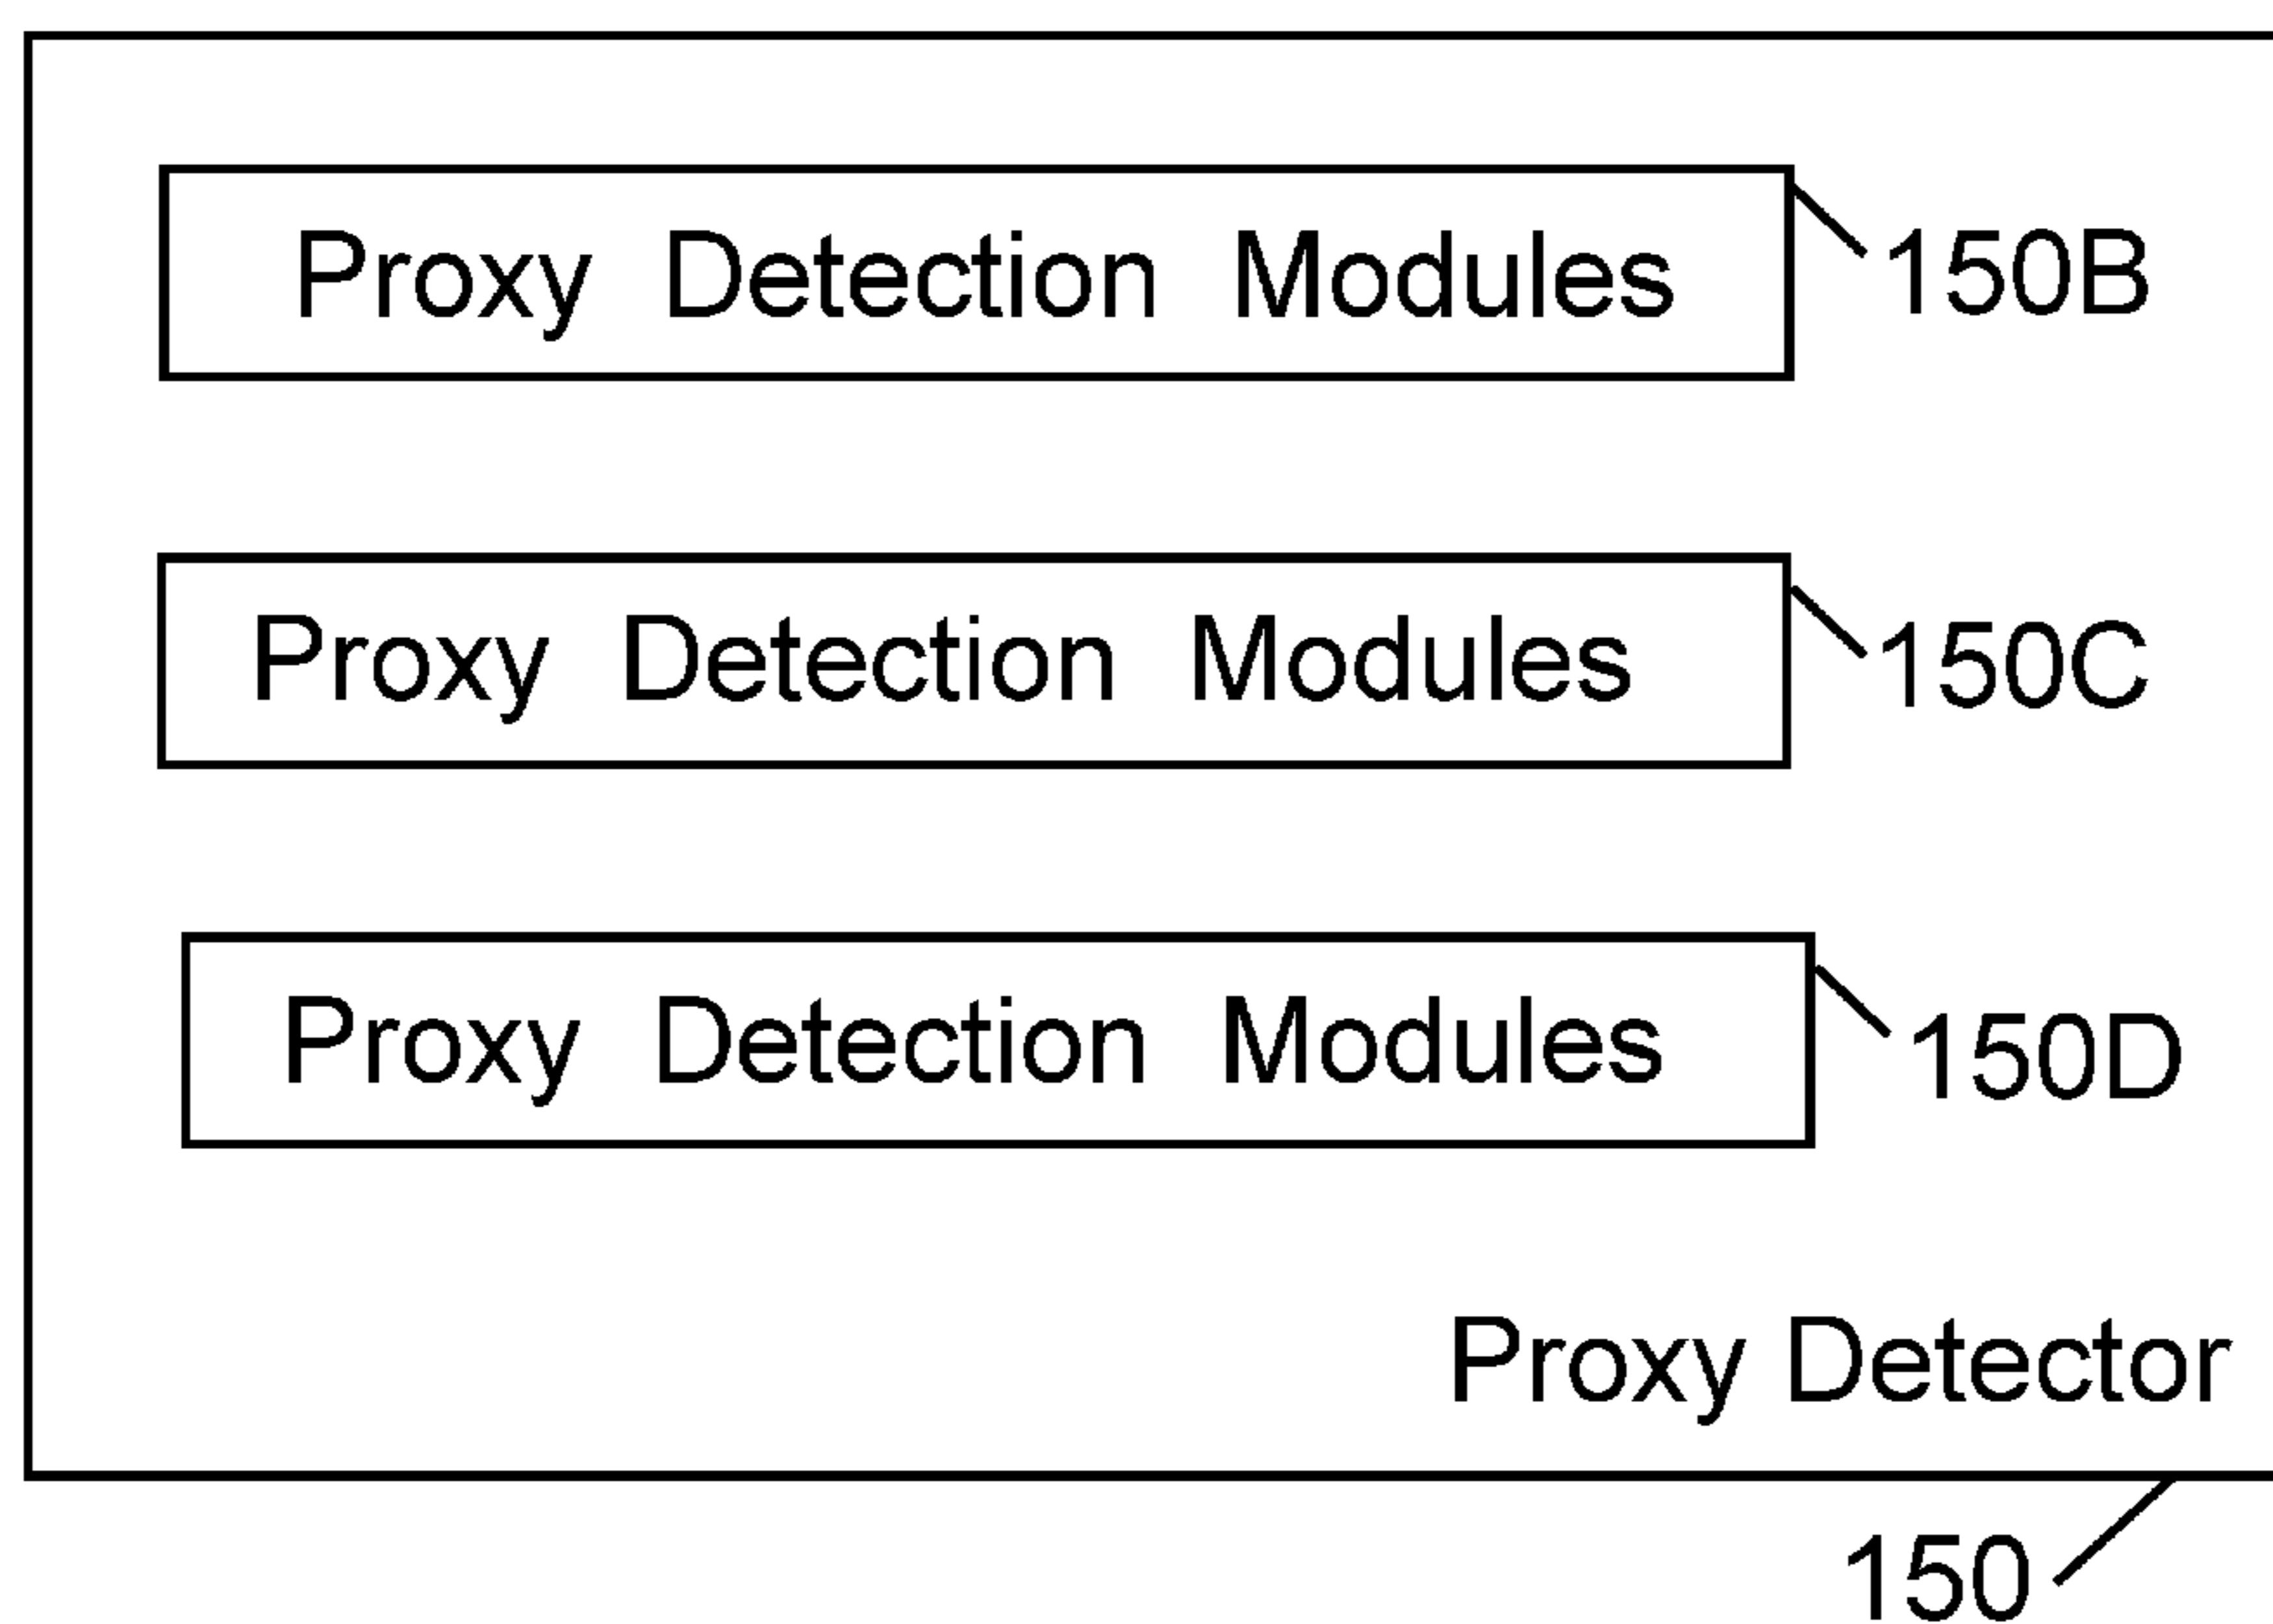 Proxy Detection Modules 150B
Proxy Detection Modules 150C
Proxy Detection Modules 150D
Proxy Detector
150